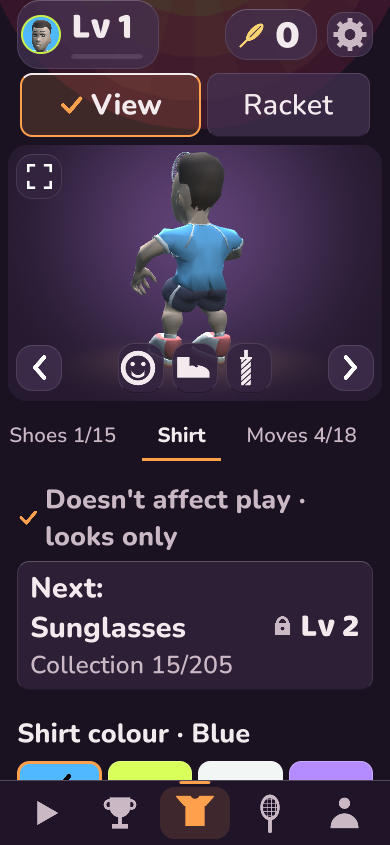 Lv 1
0
View
Racket
Shoes 1/15
Shirt
Moves 4/18
Doesn't affect play ·
looks only
Next:
Sunglasses
Lv 2
Collection 15/205
Shirt colour · Blue